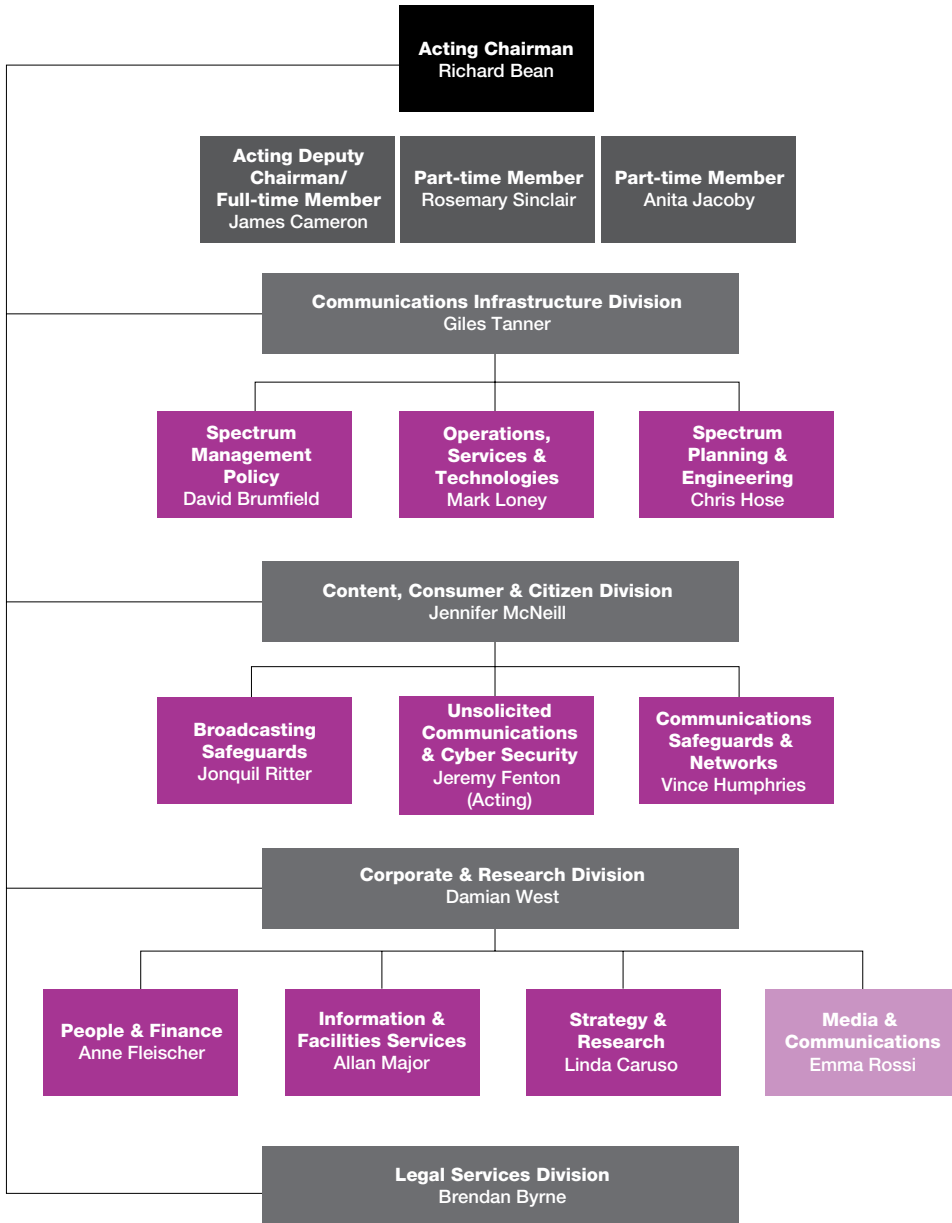 Acting Chairman
Richard Bean
Acting Deputy
Chairman/
Full-time Member
James Cameron
Part-time Member
Rosemary Sinclair
Part-time Member
Anita Jacoby
Communications Infrastructure Division
Giles Tanner
Spectrum
Management
Policy
David Brumfield
Operations,
Services &
Technologies
Mark Loney
Spectrum
Planning &
Engineering
Chris Hose
Content, Consumer & Citizen Division
Jennifer McNeill
Broadcasting
Safeguards
Jonquil Ritter
Unsolicited
Communications
& Cyber Security
Jeremy Fenton
(Acting)
Communications
Safeguards &
Networks
Vince Humphries
Corporate & Research Division
Damian West
People & Finance
Anne Fleischer
Information &
Facilities Services
Allan Major
Strategy &
Research
Linda Caruso
Media &
Communications
Emma Rossi
Legal Services Division
Brendan Byrne